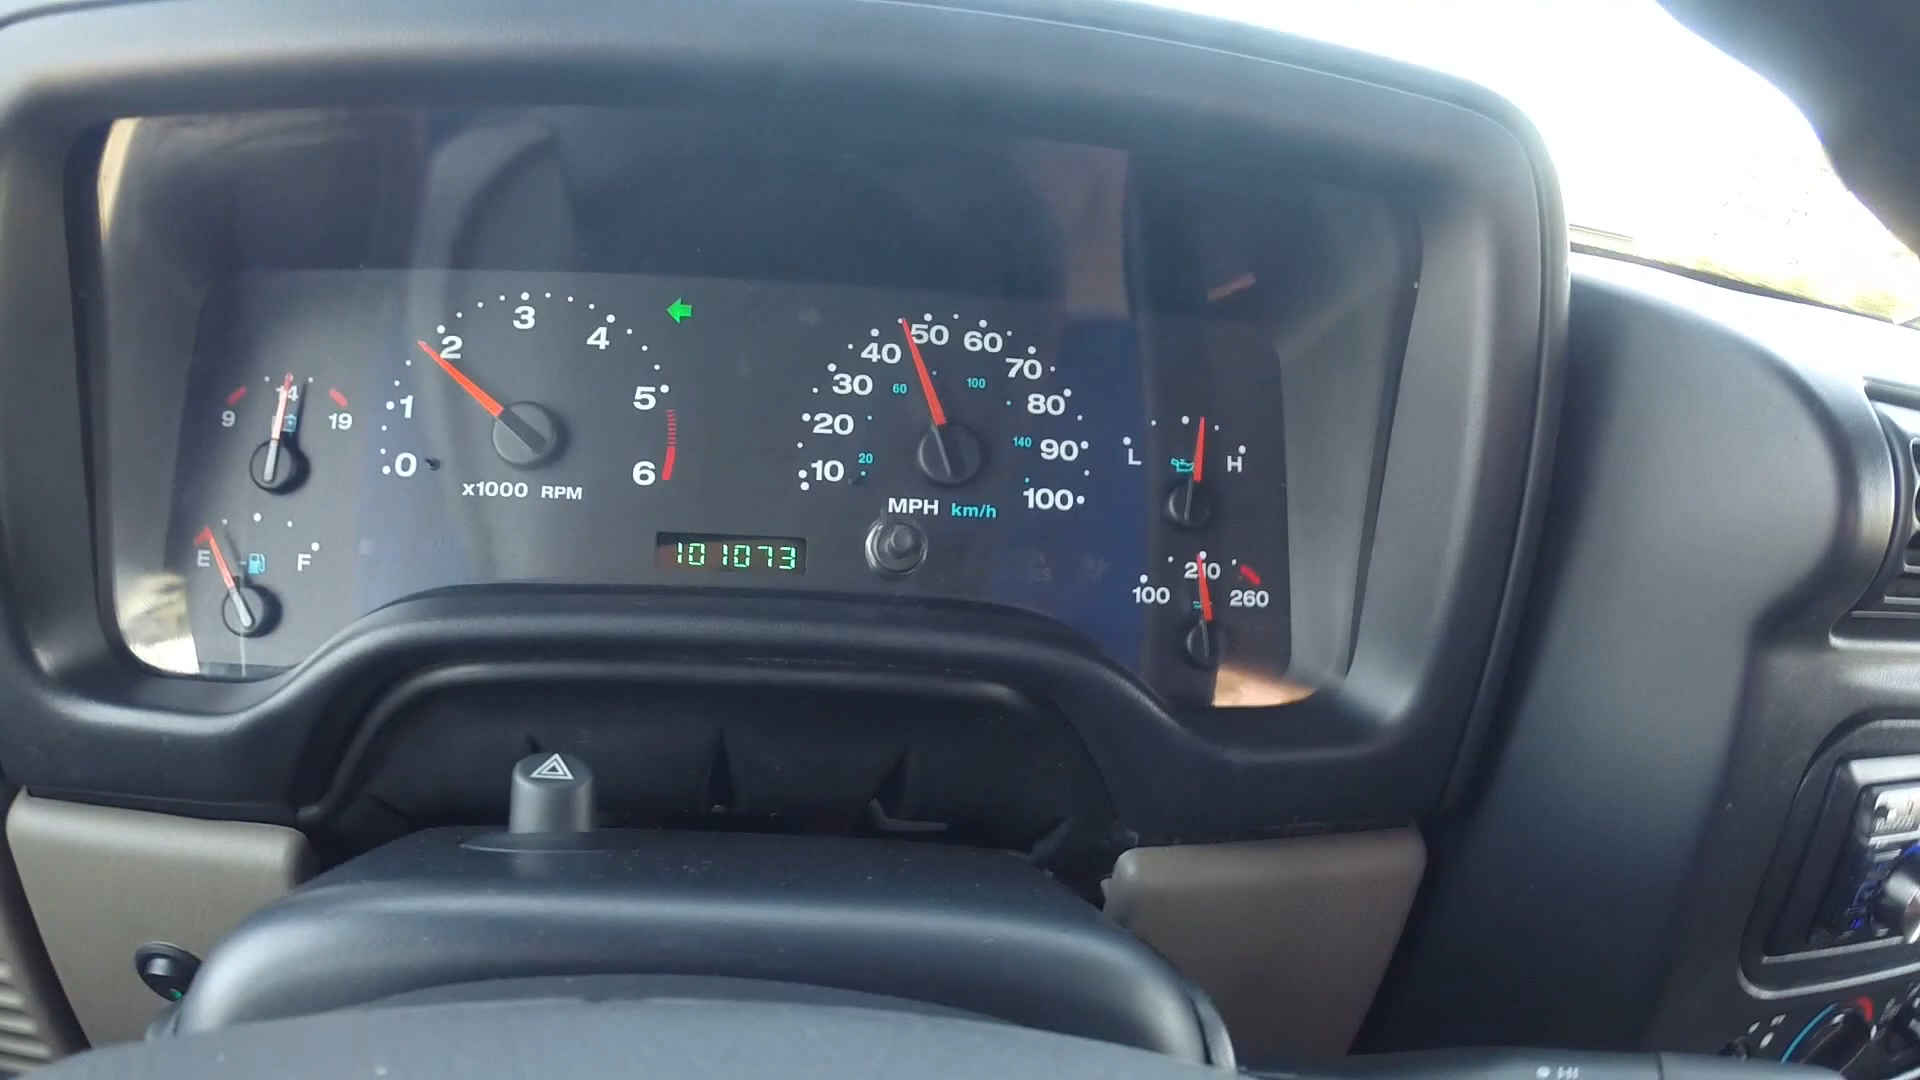 9 14 19
E F
0 1 2 3 4 5 6
x1000 RPM
101073
10 20 30 40 50 60 70 80 90 100
20 60 100 140
MPH km/h
L H
100 210 260
HI